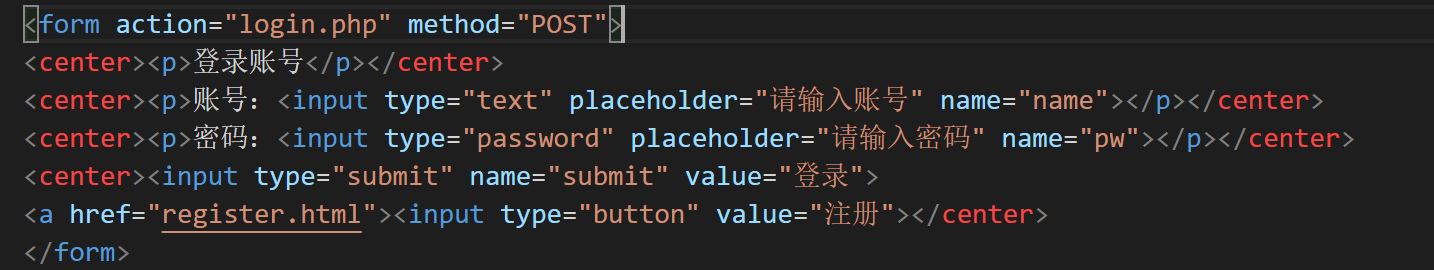 <form action="login.php" method="POST">
<center><p>登录账号</p></center>
<center><p>账号：<input type="text" placeholder="请输入账号" name="name"></p></center>
<center><p>密码：<input type="password" placeholder="请输入密码" name="pw"></p></center>
<center><input type="submit" name="submit" value="登录">
<a href="register.html"><input type="button" value="注册"></center>
</form>